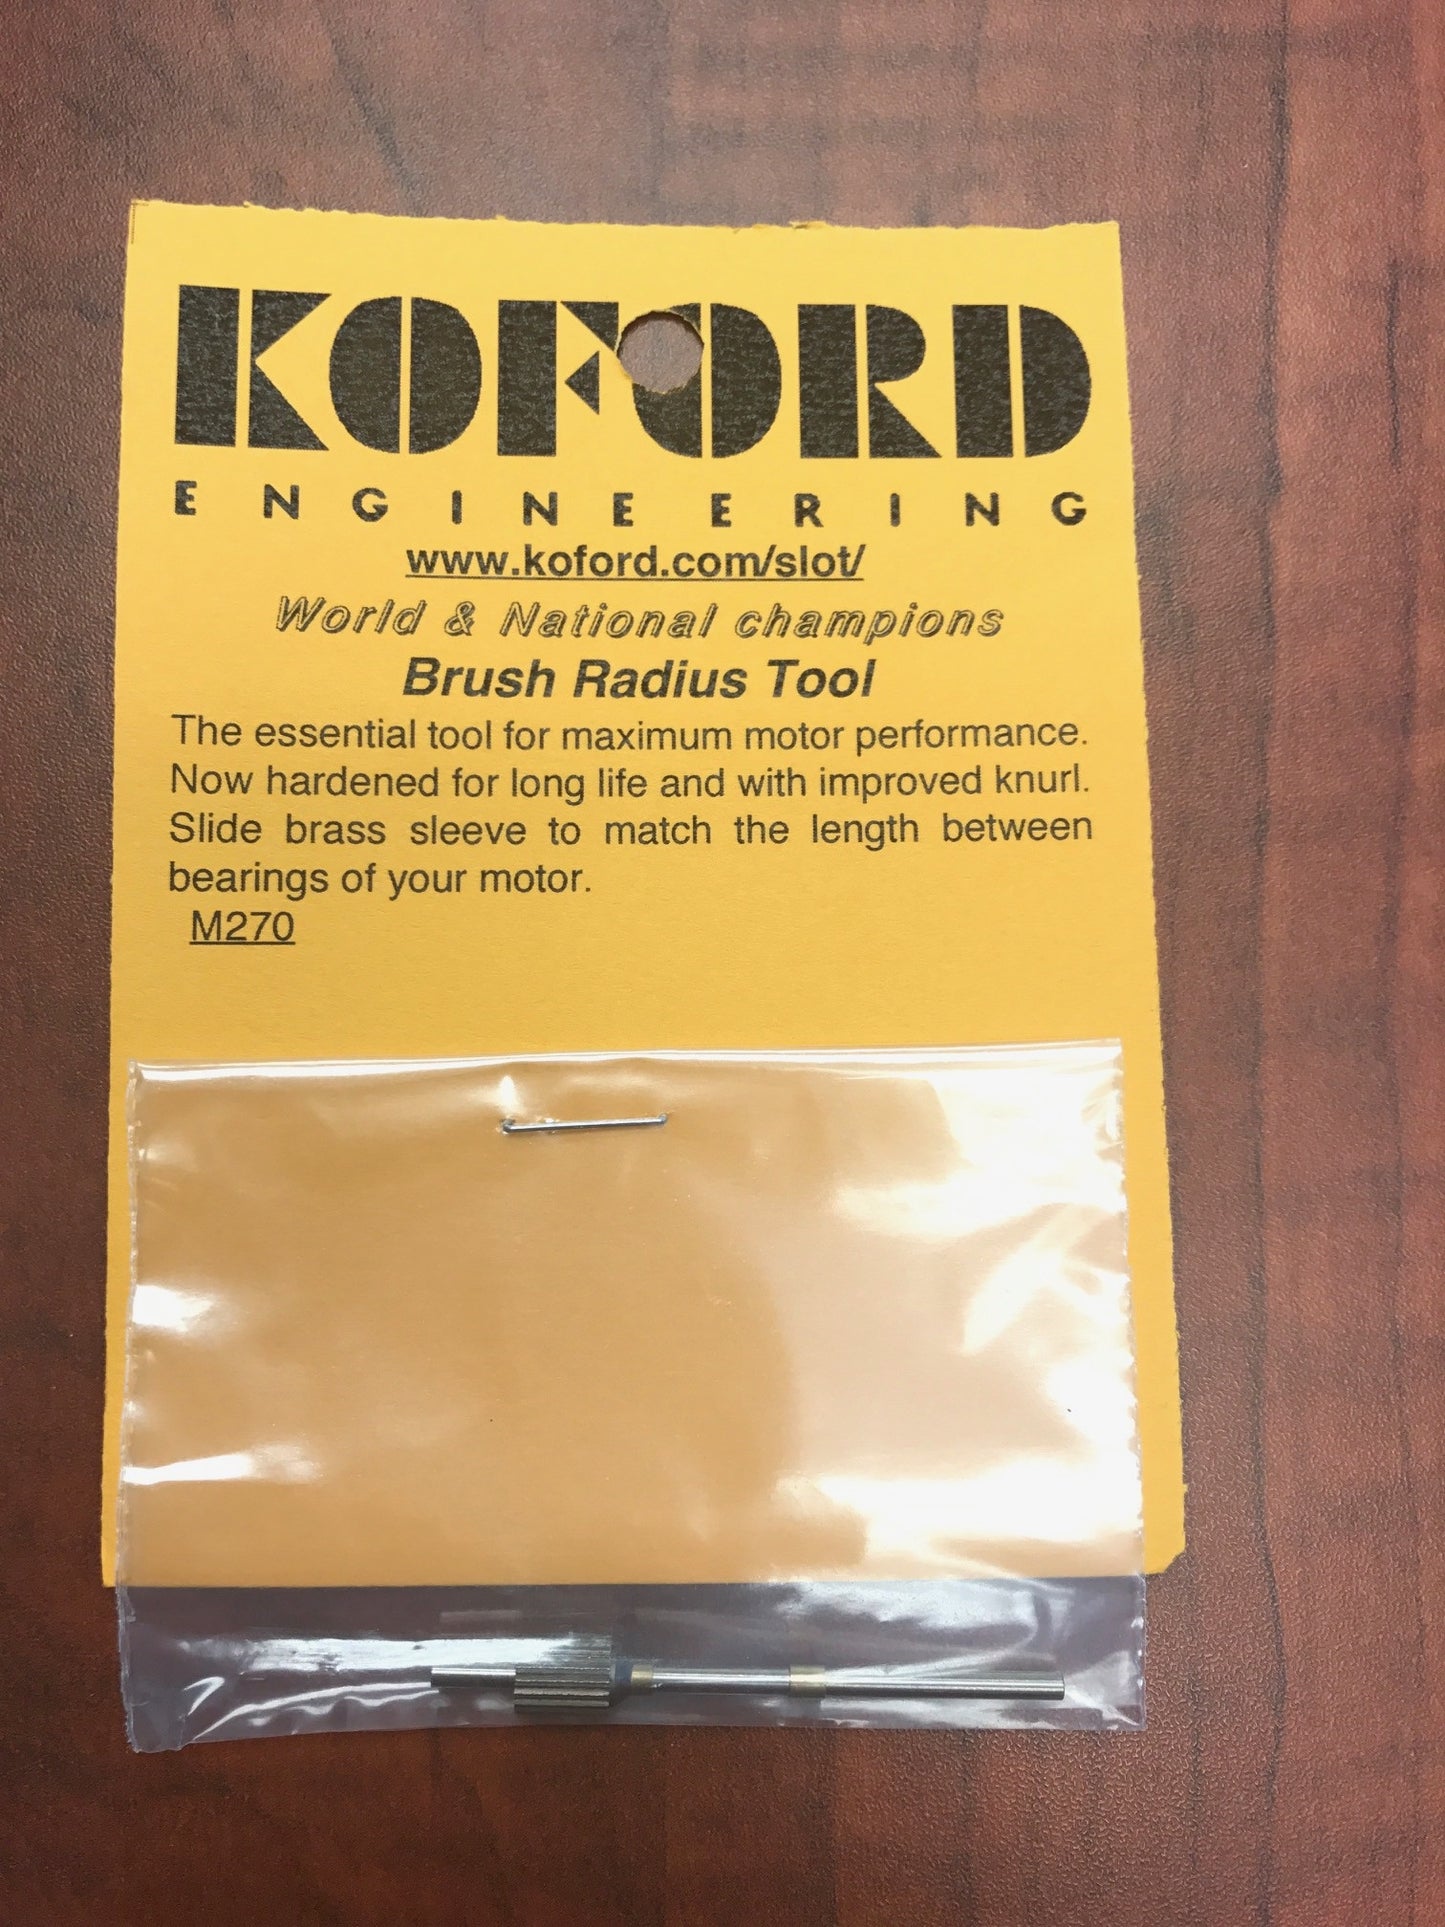 KOFORD
ENGINEERING
www.koford.com/slot/
World & National champions
Brush Radius Tool
The essential tool for maximum motor performance.
Now hardened for long life and with improved knurl.
Slide brass sleeve to match the length between
bearings of your motor.
M270